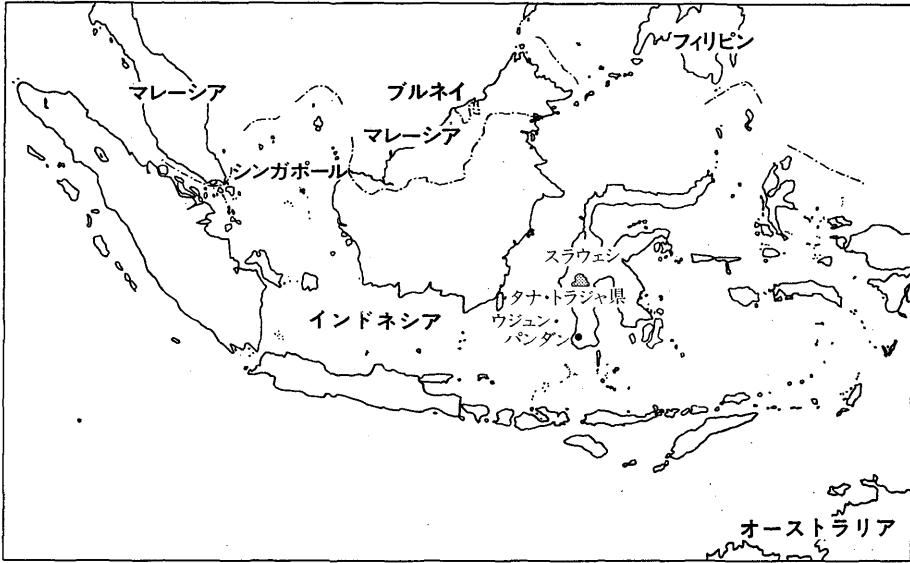 フィリピン
マレーシア
ブルネイ
マレーシア
シンガポール
スラウェシ
タナ・トラジャ県
インドネシア
ウジュン・
パンダン
オーストラリア